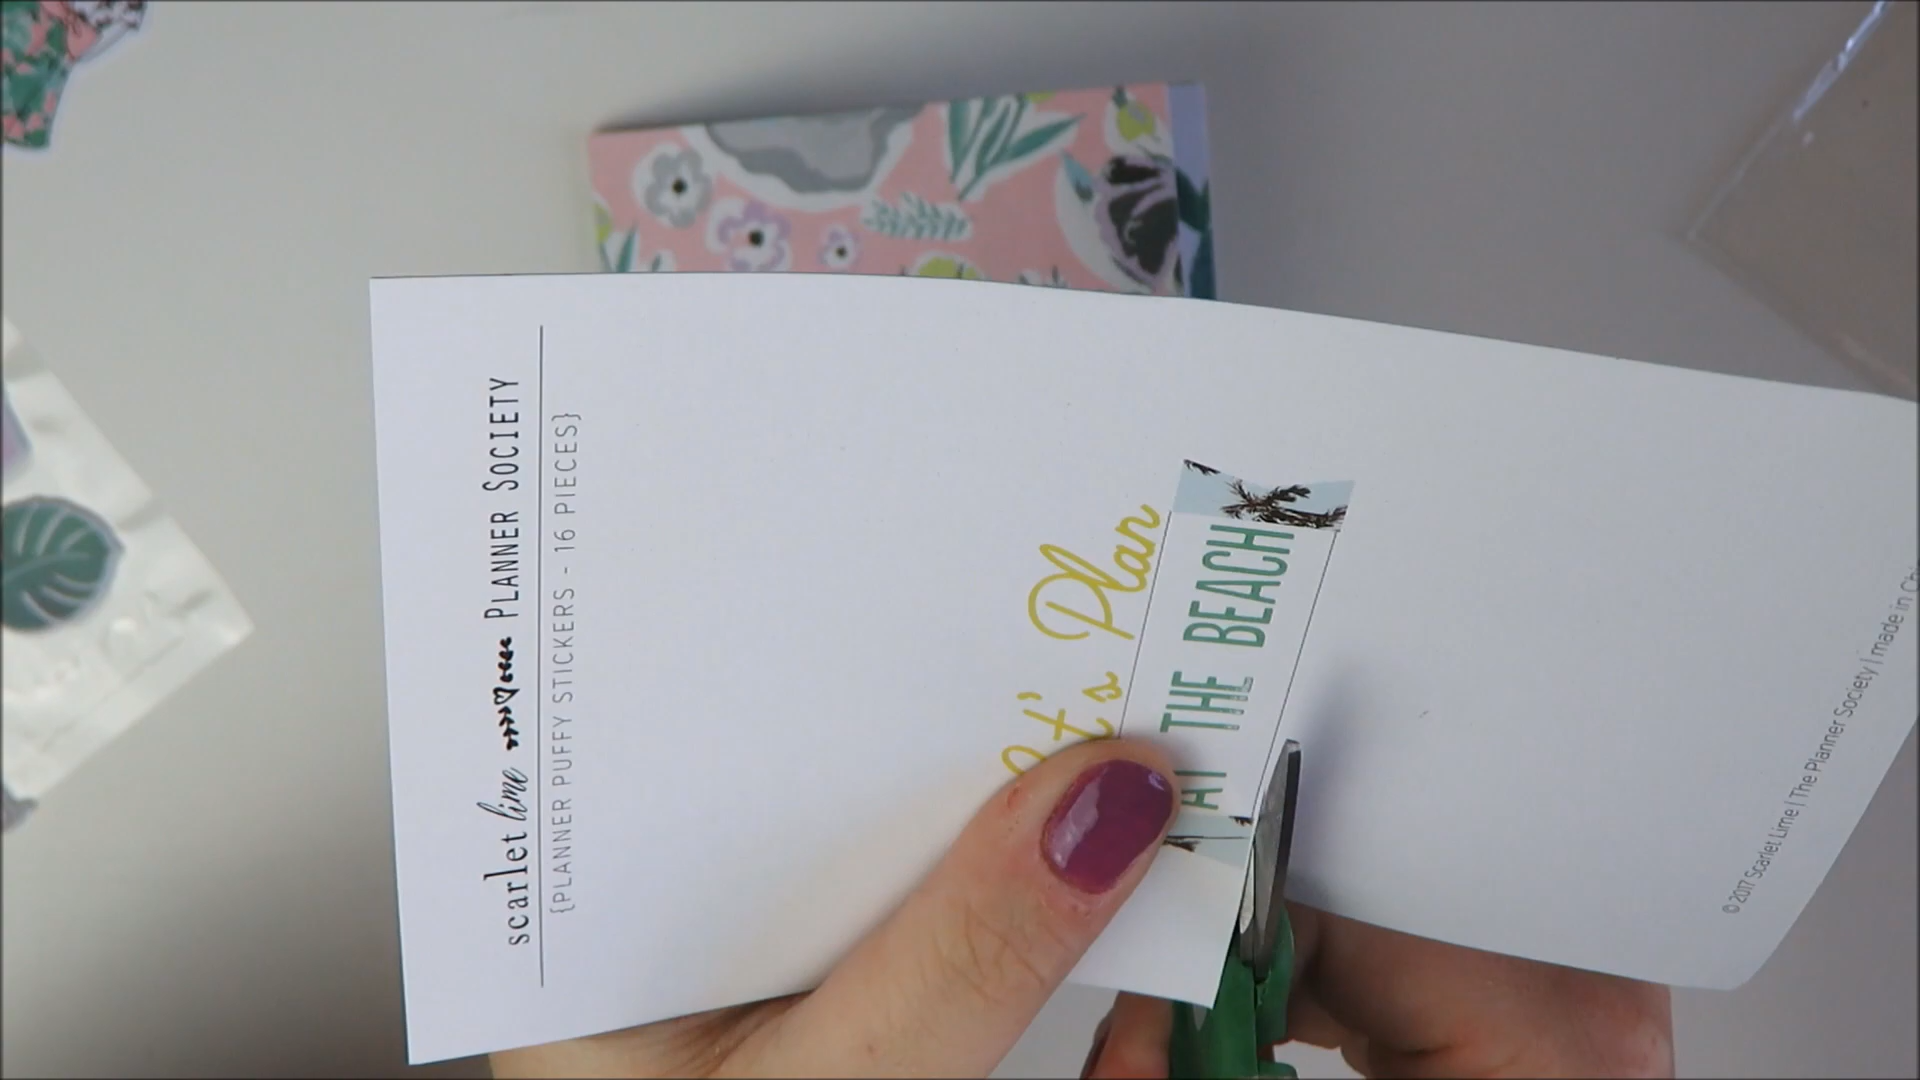 scarlet lime PLANNER SOCIETY
{PLANNER PUFFY STICKERS - 16 PIECES}
Plan
AT THE BEACH
© 2017 Scarlet Lime | The Planner Society | made in